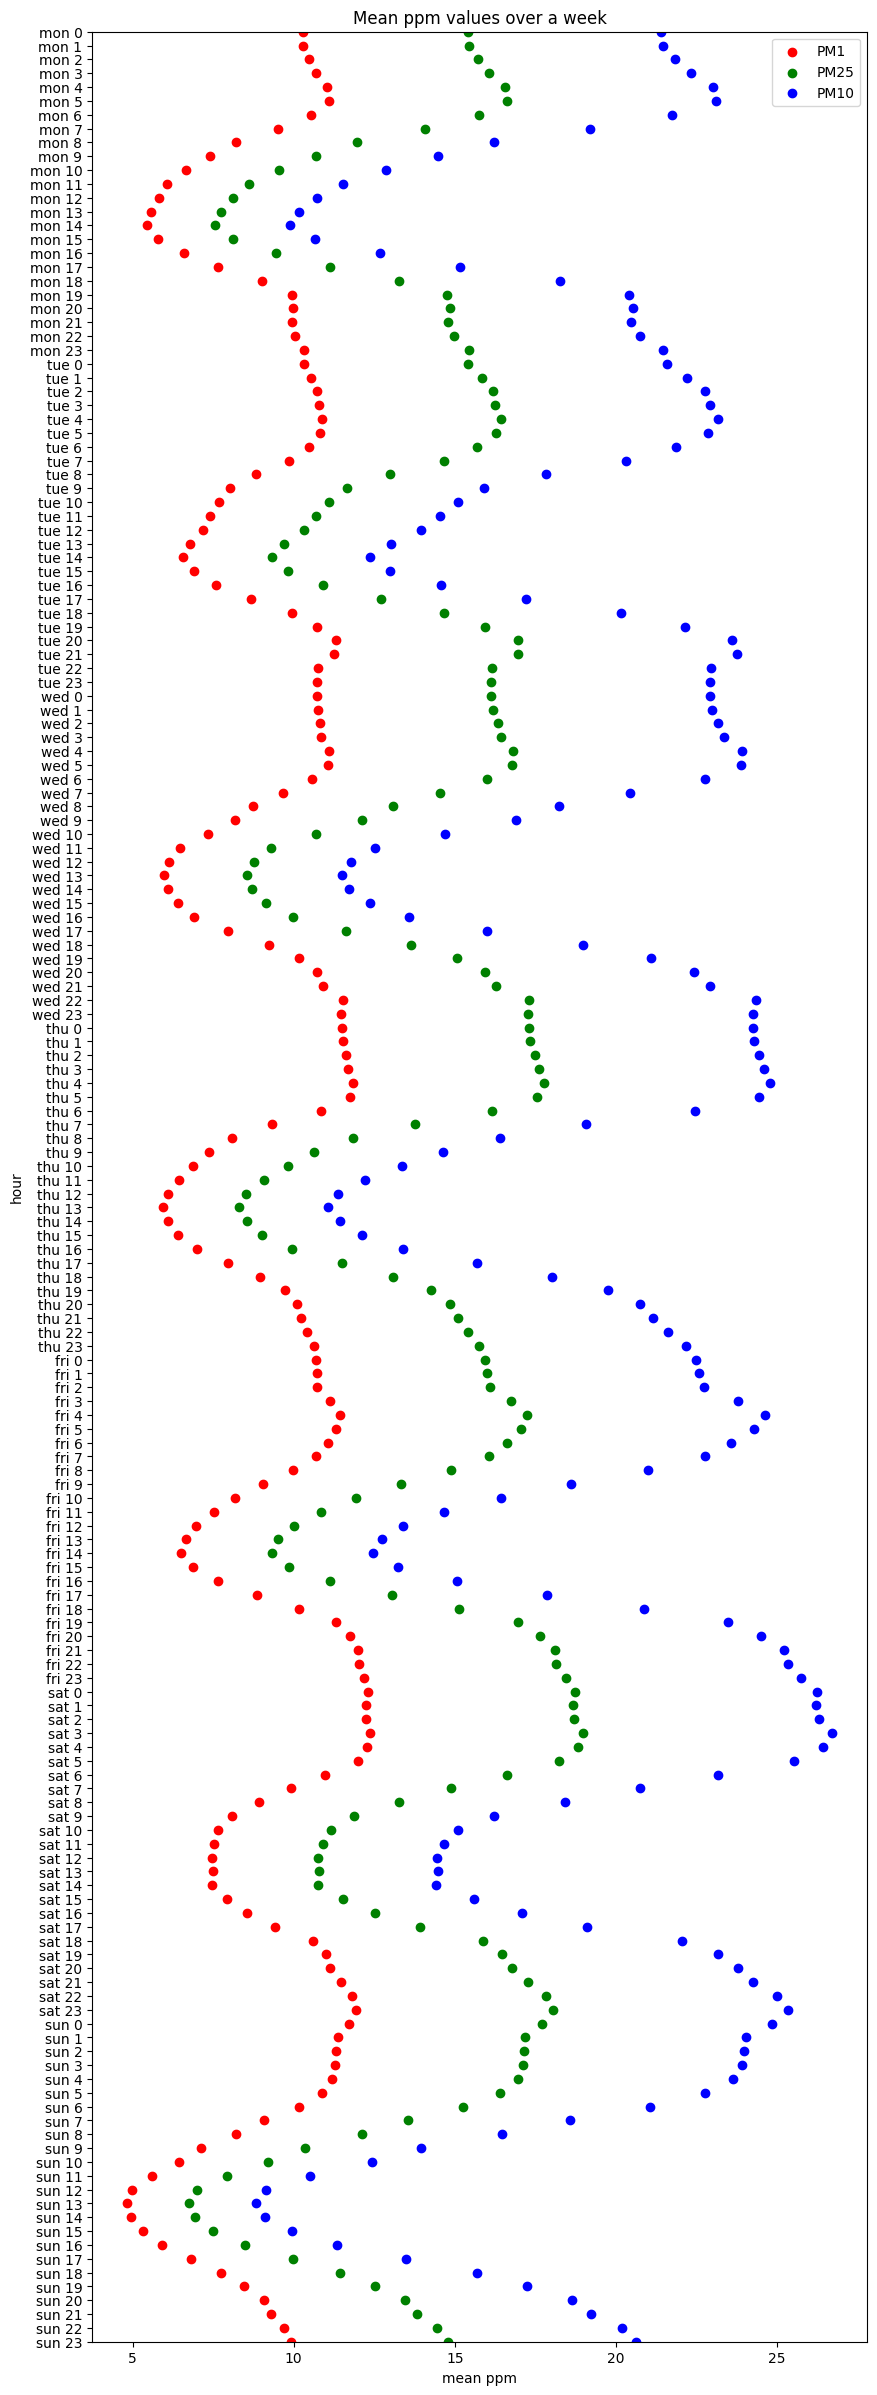 Mean ppm values over a week
PM1
PM25
PM10
mon 0
mon 1
mon 2
mon 3
mon 4
mon 5
mon 6
mon 7
mon 8
mon 9
mon 10
mon 11
mon 12
mon 13
mon 14
mon 15
mon 16
mon 17
mon 18
mon 19
mon 20
mon 21
mon 22
mon 23
tue 0
tue 1
tue 2
tue 3
tue 4
tue 5
tue 6
tue 7
tue 8
tue 9
tue 10
tue 11
tue 12
tue 13
tue 14
tue 15
tue 16
tue 17
tue 18
tue 19
tue 20
tue 21
tue 22
tue 23
wed 0
wed 1
wed 2
wed 3
wed 4
wed 5
wed 6
wed 7
wed 8
wed 9
wed 10
wed 11
wed 12
wed 13
wed 14
wed 15
wed 16
wed 17
wed 18
wed 19
wed 20
wed 21
wed 22
wed 23
thu 0
thu 1
thu 2
thu 3
thu 4
thu 5
thu 6
thu 7
thu 8
thu 9
thu 10
thu 11
thu 12
thu 13
thu 14
thu 15
thu 16
thu 17
thu 18
thu 19
thu 20
thu 21
thu 22
thu 23
fri 0
fri 1
fri 2
fri 3
fri 4
fri 5
fri 6
fri 7
fri 8
fri 9
fri 10
fri 11
fri 12
fri 13
fri 14
fri 15
fri 16
fri 17
fri 18
fri 19
fri 20
fri 21
fri 22
fri 23
sat 0
sat 1
sat 2
sat 3
sat 4
sat 5
sat 6
sat 7
sat 8
sat 9
sat 10
sat 11
sat 12
sat 13
sat 14
sat 15
sat 16
sat 17
sat 18
sat 19
sat 20
sat 21
sat 22
sat 23
sun 0
sun 1
sun 2
sun 3
sun 4
sun 5
sun 6
sun 7
sun 8
sun 9
sun 10
sun 11
sun 12
sun 13
sun 14
sun 15
sun 16
sun 17
sun 18
sun 19
sun 20
sun 21
sun 22
sun 23
hour
5 10 15 20 25
mean ppm